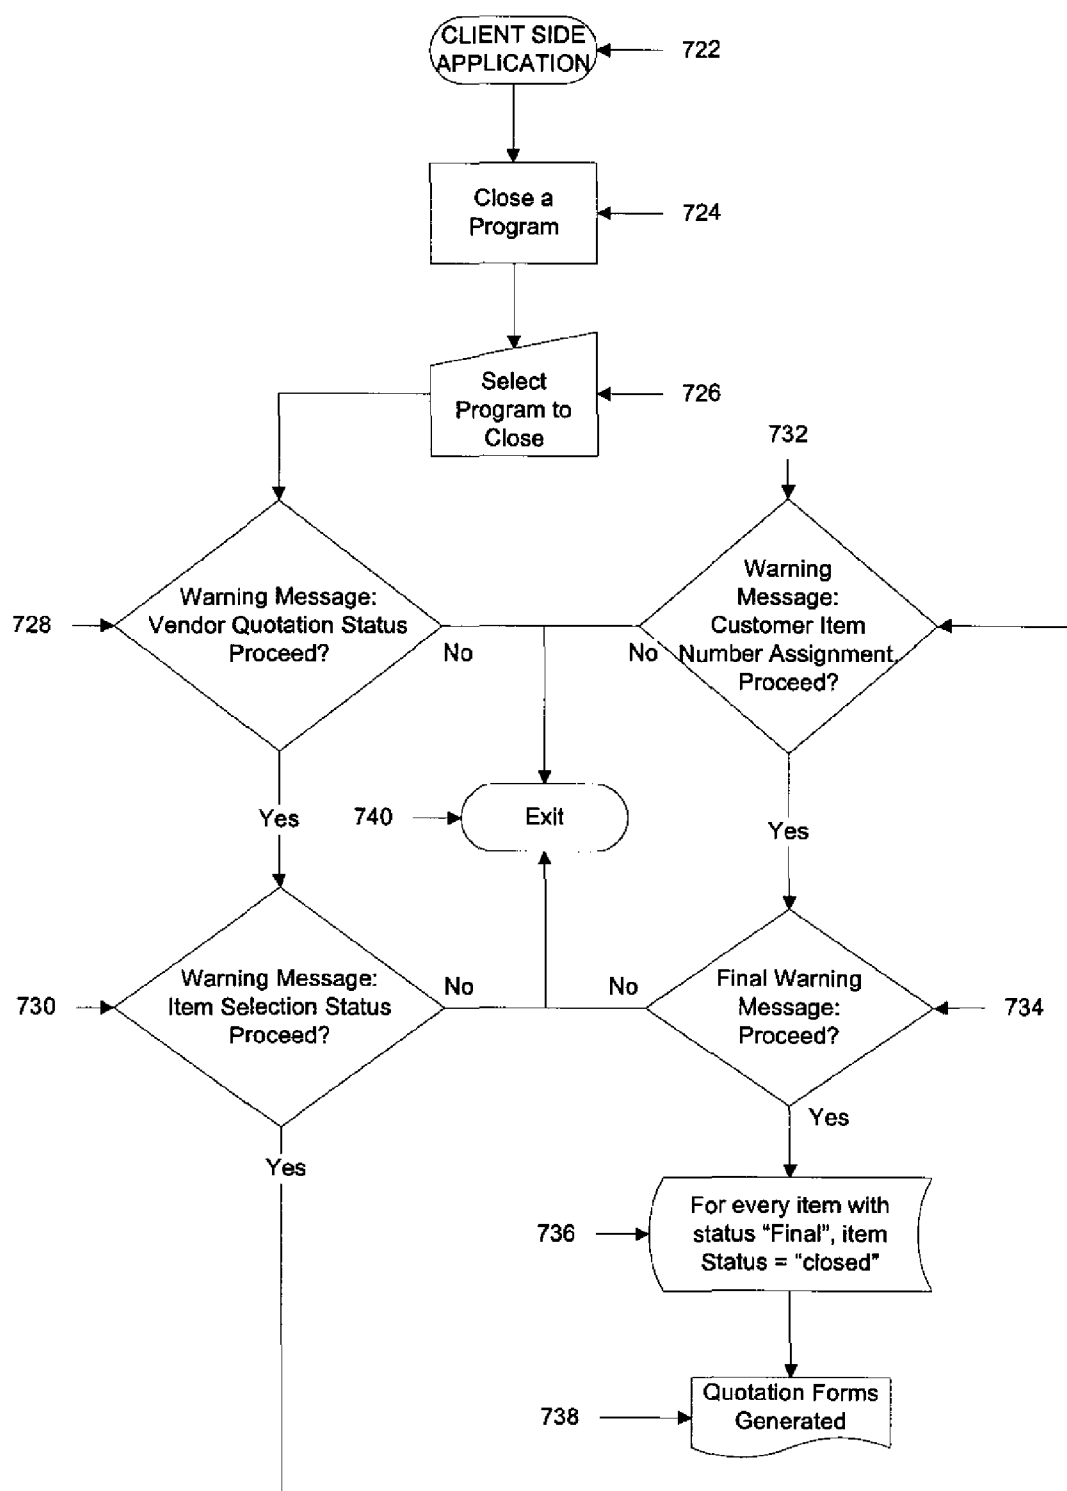 CLIENT SIDE
APPLICATION
722
Close a
Program
724
Select
Program to
Close
726
732
Warning Message:
Vendor Quotation Status
Proceed?
728
No
Warning
Message:
Customer Item
Number Assignment,
Proceed?
No
Yes
740
Exit
Yes
Warning Message:
Item Selection Status
Proceed?
730
No
No
Final Warning
Message:
Proceed?
734
Yes
Yes
For every item with
status “Final”, item
Status = “closed”
736
Quotation Forms
Generated
738